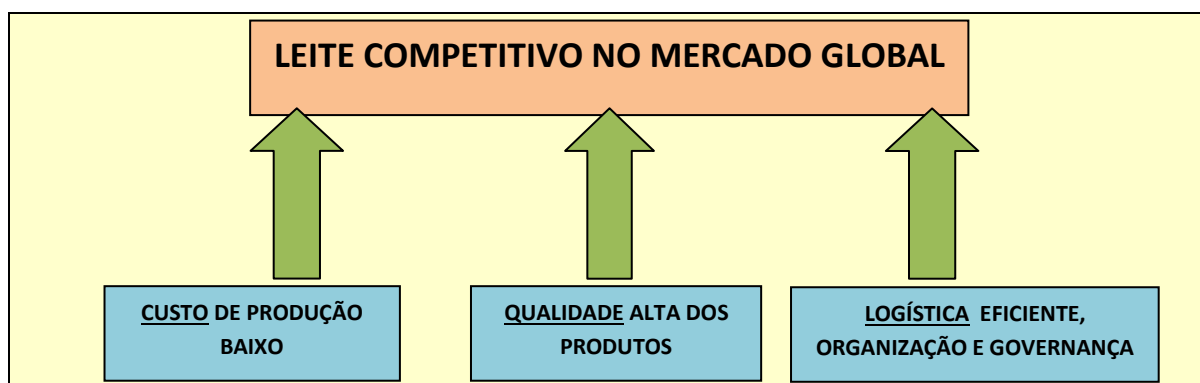 LEITE COMPETITIVO NO MERCADO GLOBAL
CUSTO DE PRODUÇÃO
BAIXO
QUALIDADE ALTA DOS
PRODUTOS
LOGÍSTICA EFICIENTE,
ORGANIZAÇÃO E GOVERNANÇA